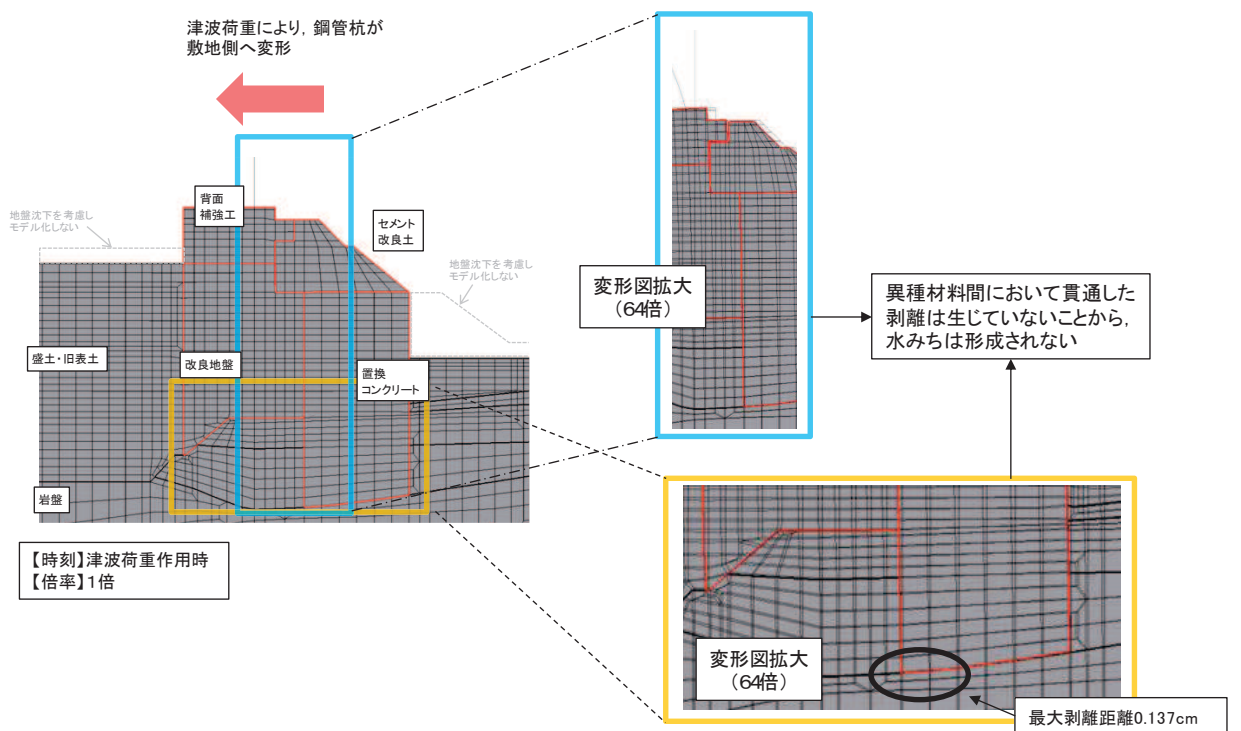 津波荷重により，鋼管杭が
敷地側へ変形
背面
補強工
地盤沈下を考慮し
モデル化しない
セメント
改良土
地盤沈下を考慮し
モデル化しない
盛土・旧表土
改良地盤
置換
コンクリート
岩盤
【時刻】津波荷重作用時
【倍率】1倍
変形図拡大
（64倍）
異種材料間において貫通した
剥離は生じていないことから，
水みちは形成されない
変形図拡大
（64倍）
最大剥離距離0.137cm